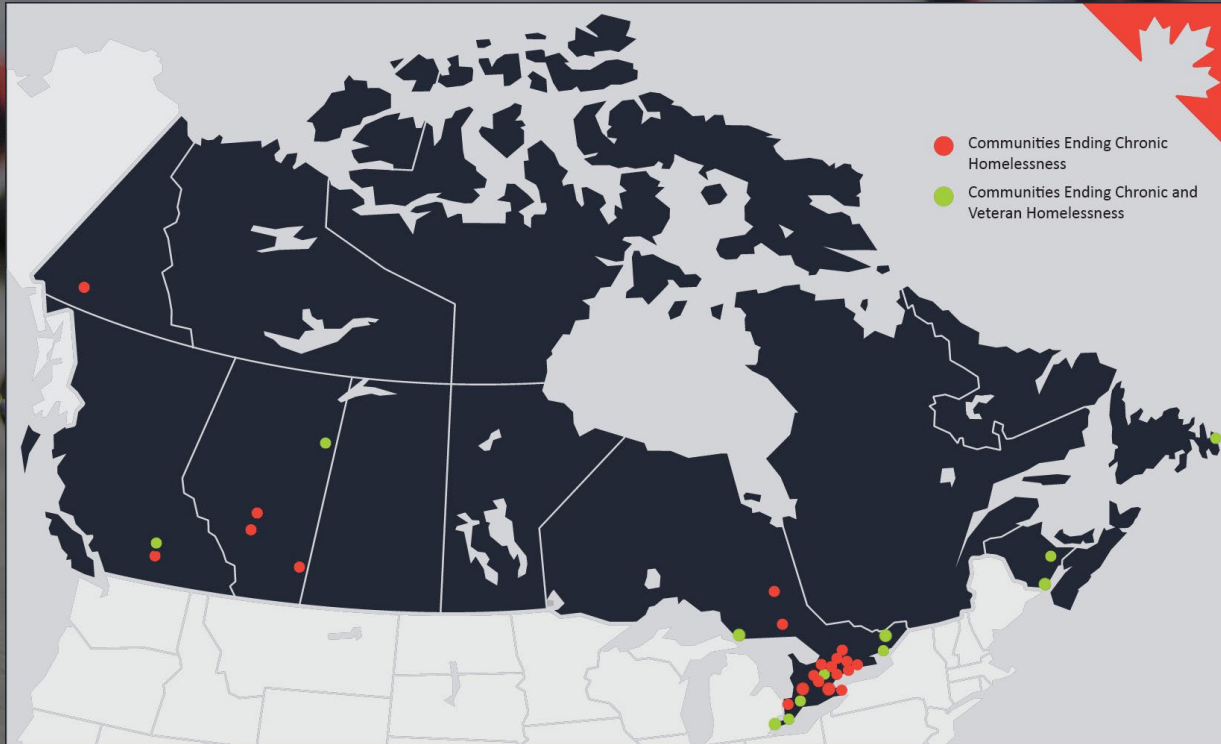 Communities Ending Chronic
Homelessness
Communities Ending Chronic and
Veteran Homelessness